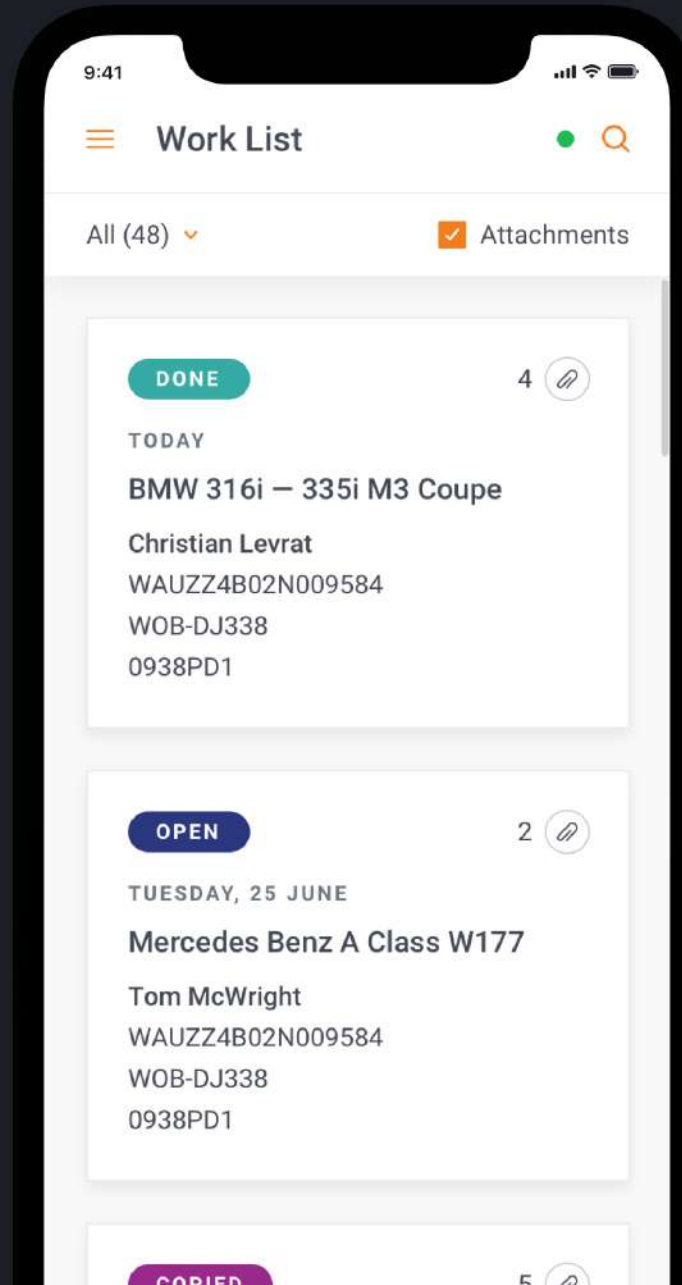 9:41
Work List
All (48)
Attachments
DONE
4
TODAY
BMW 316i — 335i M3 Coupe
Christian Levrat
WAUZZ4B02N009584
WOB-DJ338
0938PD1
OPEN
2
TUESDAY, 25 JUNE
Mercedes Benz A Class W177
Tom McWright
WAUZZ4B02N009584
WOB-DJ338
0938PD1
COPIED
5